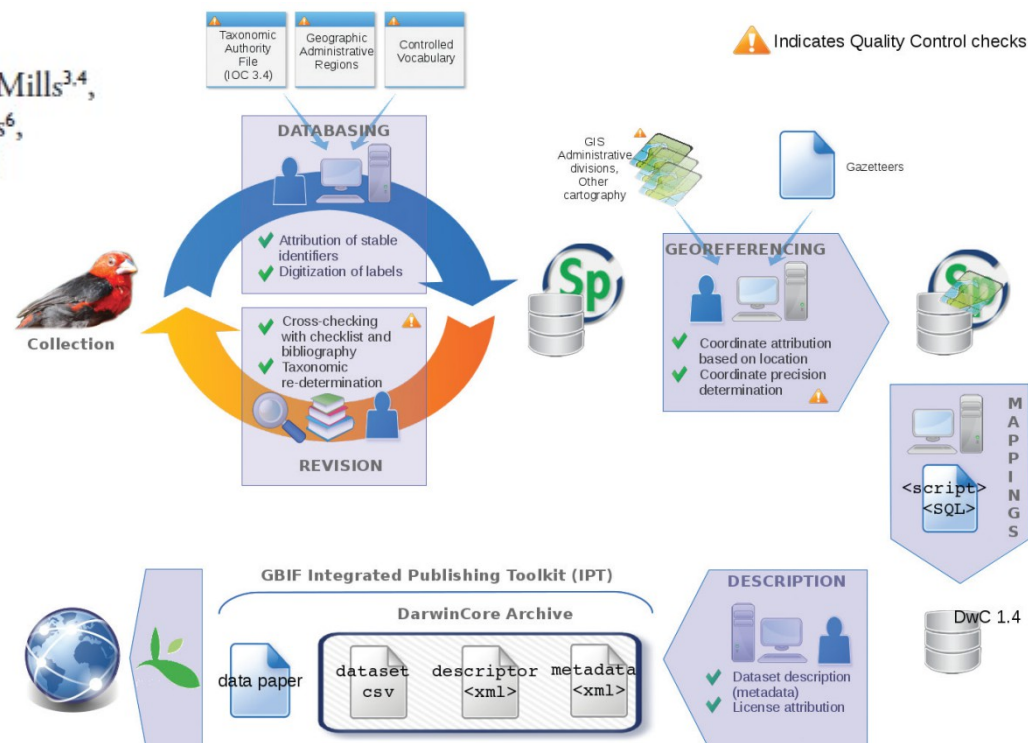 Mills3,4,
s6,
Taxonomic
Authority
File
(IOC 3.4)
Geographic
Administrative
Regions
Controlled
Vocabulary
Indicates Quality Control checks
DATABASING
Attribution of stable
identifiers
Digitization of labels
Collection
Cross-checking
with checklist and
bibliography
Taxonomic
re-determination
REVISION
Sp
GIS
Administrative
divisions,
Other
cartography
Gazetteers
GEOREFERENCING
Coordinate attribution
based on location
Coordinate precision
determination
Sp
MAPPINGS
<script>
<SQL>
DwC 1.4
DESCRIPTION
Dataset description
(metadata)
License attribution
GBIF Integrated Publishing Toolkit (IPT)
DarwinCore Archive
dataset
csv
descriptor
<xml>
metadata
<xml>
data paper